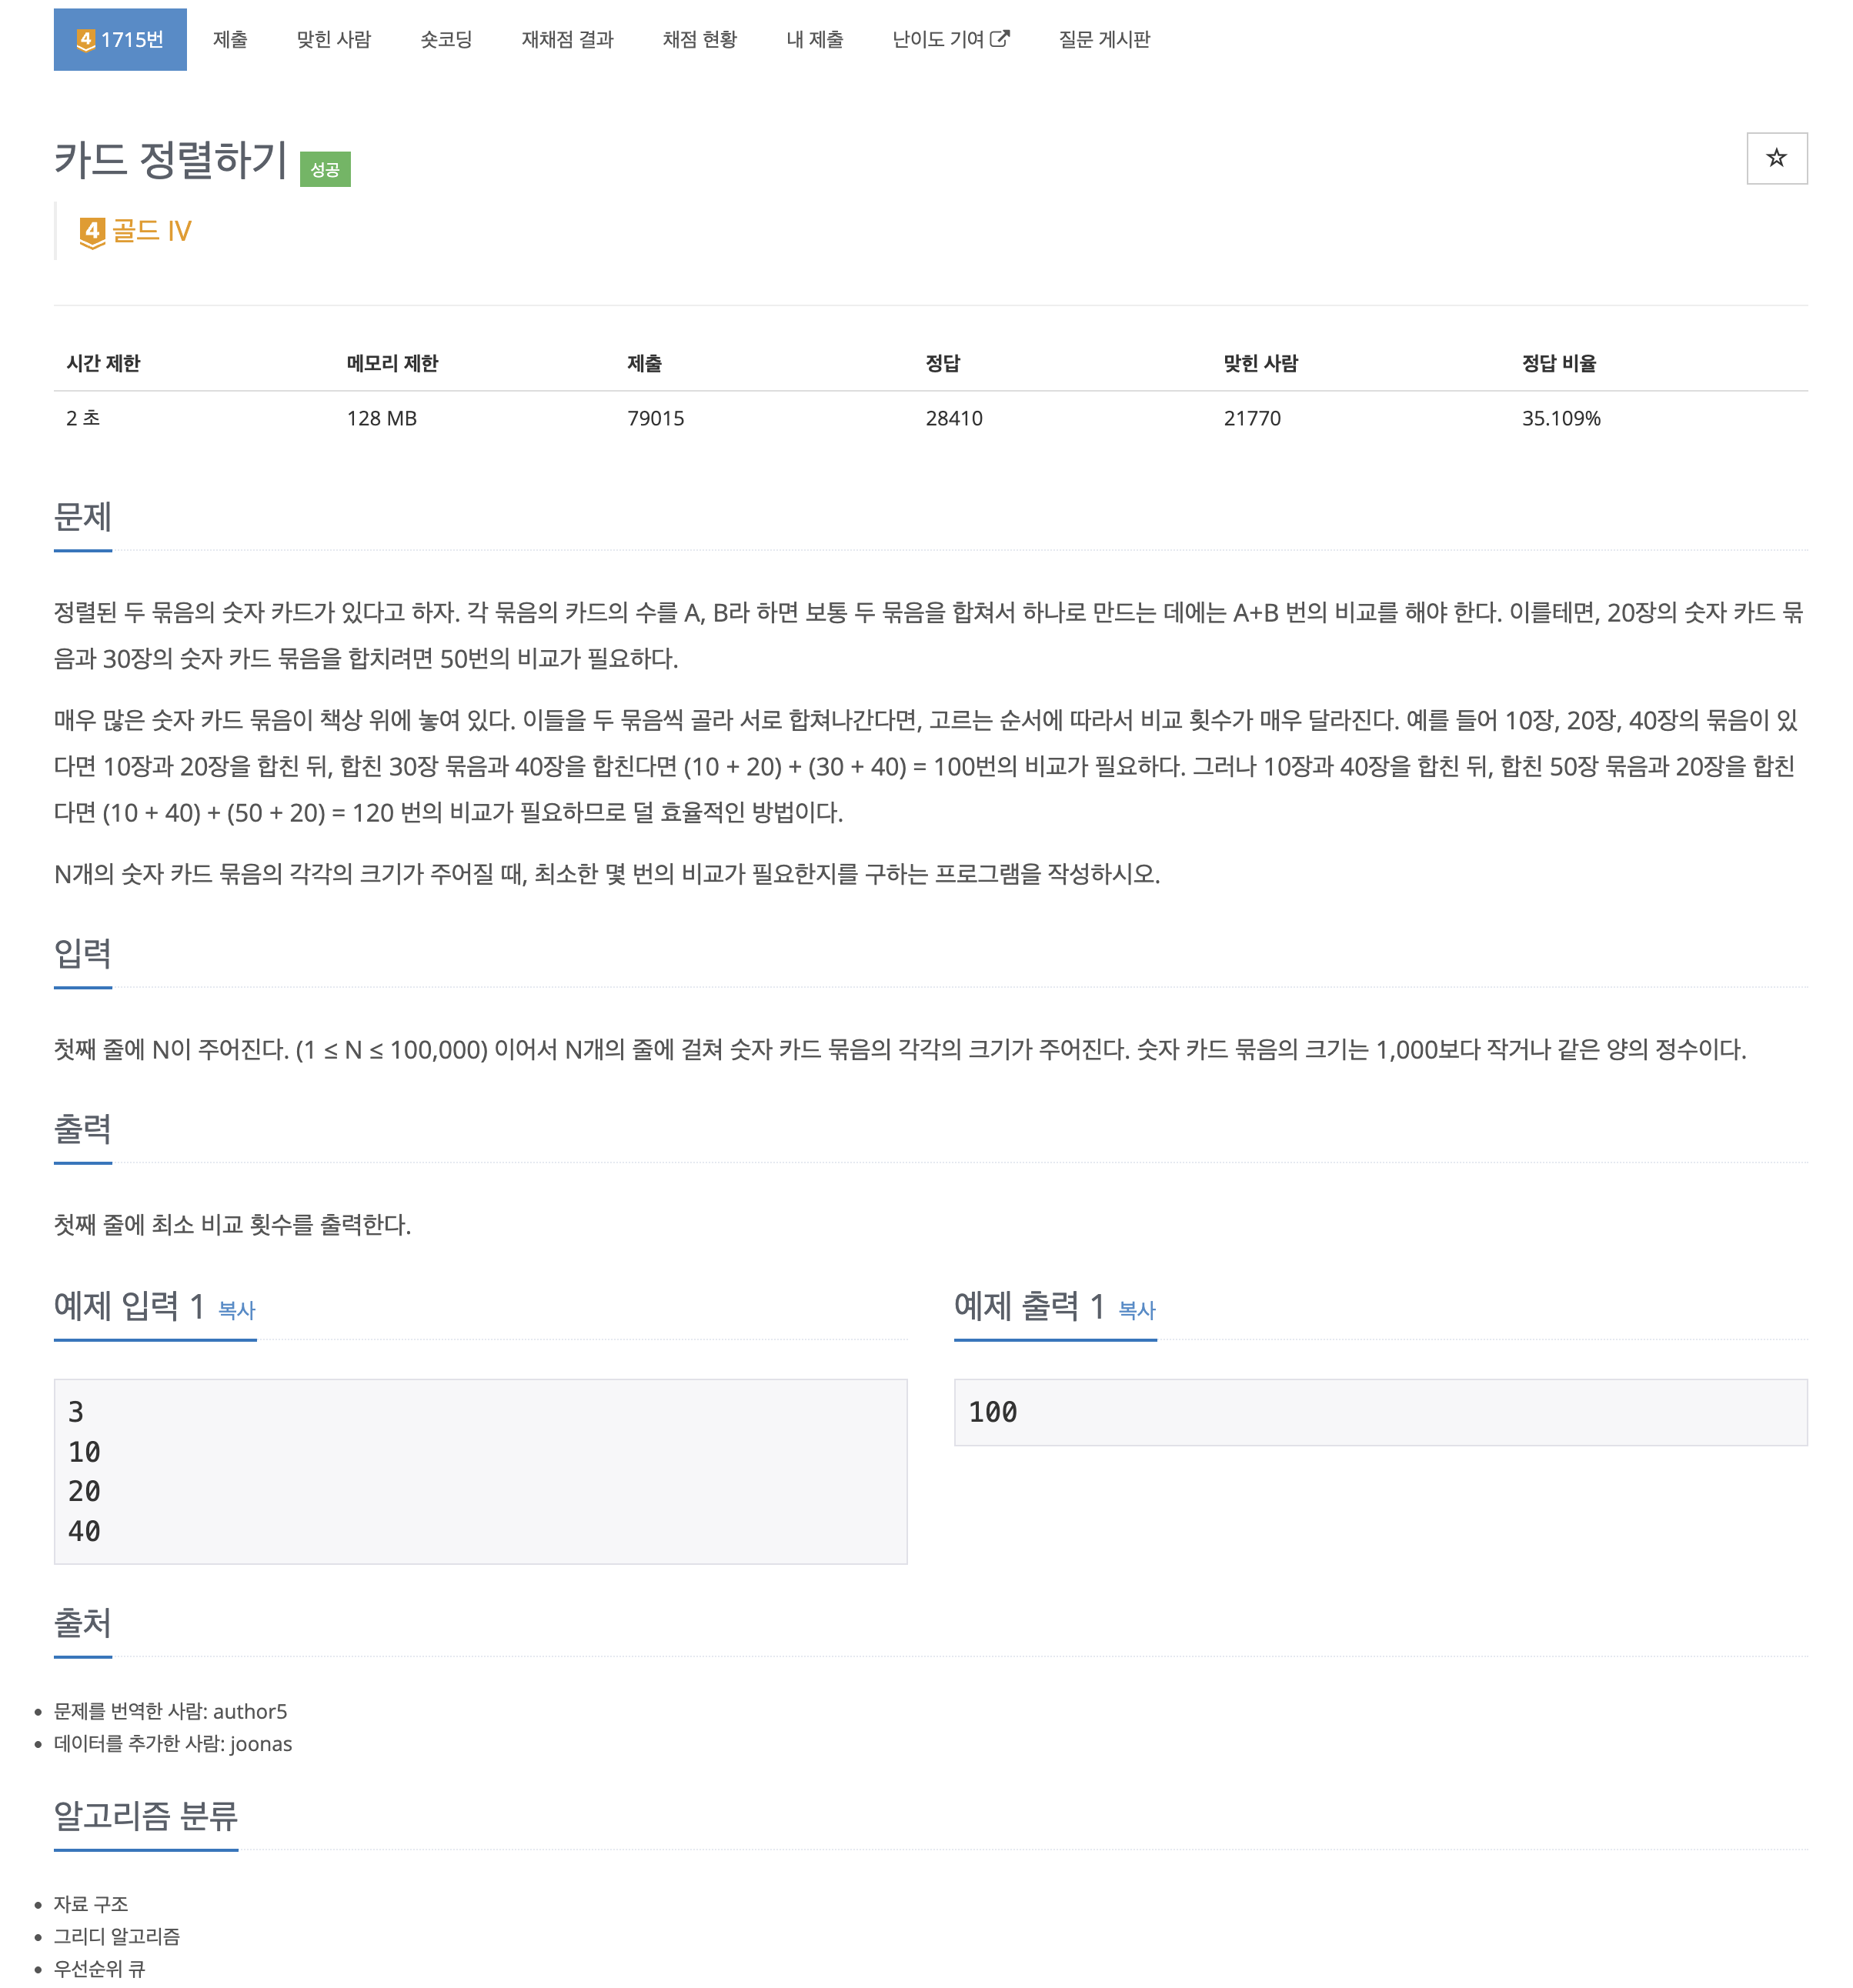 4 1715번 제출 맞힌 사람 숏코딩 재채점 결과 채점 현황 내 제출 난이도 기여 질문 게시판
카드 정렬하기 성공
4 골드 IV
시간 제한 메모리 제한 제출 정답 맞힌 사람 정답 비율
2 초 128 MB 79015 28410 21770 35.109%
문제
정렬된 두 묶음의 숫자 카드가 있다고 하자. 각 묶음의 카드의 수를 A, B라 하면 보통 두 묶음을 합쳐서 하나로 만드는 데에는 A+B 번의 비교를 해야 한다. 이를테면, 20장의 숫자 카드 묶
음과 30장의 숫자 카드 묶음을 합치려면 50번의 비교가 필요하다.
매우 많은 숫자 카드 묶음이 책상 위에 놓여 있다. 이들을 두 묶음씩 골라 서로 합쳐나간다면, 고르는 순서에 따라서 비교 횟수가 매우 달라진다. 예를 들어 10장, 20장, 40장의 묶음이 있
다면 10장과 20장을 합친 뒤, 합친 30장 묶음과 40장을 합친다면 (10 + 20) + (30 + 40) = 100번의 비교가 필요하다. 그러나 10장과 40장을 합친 뒤, 합친 50장 묶음과 20장을 합친
다면 (10 + 40) + (50 + 20) = 120 번의 비교가 필요하므로 덜 효율적인 방법이다.
N개의 숫자 카드 묶음의 각각의 크기가 주어질 때, 최소한 몇 번의 비교가 필요한지를 구하는 프로그램을 작성하시오.
입력
첫째 줄에 N이 주어진다. (1 ≤ N ≤ 100,000) 이어서 N개의 줄에 걸쳐 숫자 카드 묶음의 각각의 크기가 주어진다. 숫자 카드 묶음의 크기는 1,000보다 작거나 같은 양의 정수이다.
출력
첫째 줄에 최소 비교 횟수를 출력한다.
예제 입력 1 복사
3
10
20
40
예제 출력 1 복사
100
출처
문제를 번역한 사람: author5
데이터를 추가한 사람: joonas
알고리즘 분류
자료 구조
그리디 알고리즘
우선순위 큐